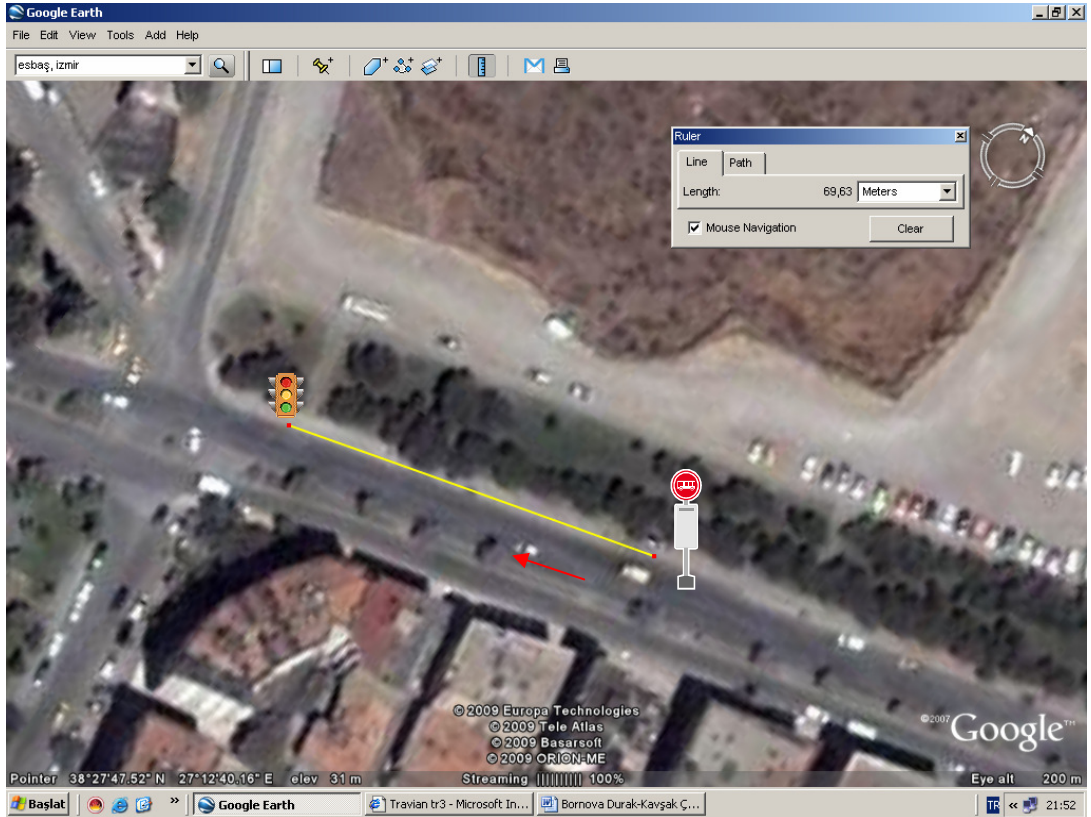 Google Earth
File Edit View Tools Add Help
esbaş, izmir
Ruler
Line Path
Length: 69,63 Meters
Mouse Navigation Clear
N
© 2009 Europa Technologies
© 2009 Tele Atlas
© 2009 Basarsoft
© 2009 ORION-ME
©2007 Google™
Pointer 38°27'47.52" N 27°12'40.16" E elev 31 m Streaming |||||||||| 100% Eye alt 200 m
Başlat » Google Earth Travian tr3 - Microsoft In... Bornova Durak-Kavşak Ç... TR « 21:52